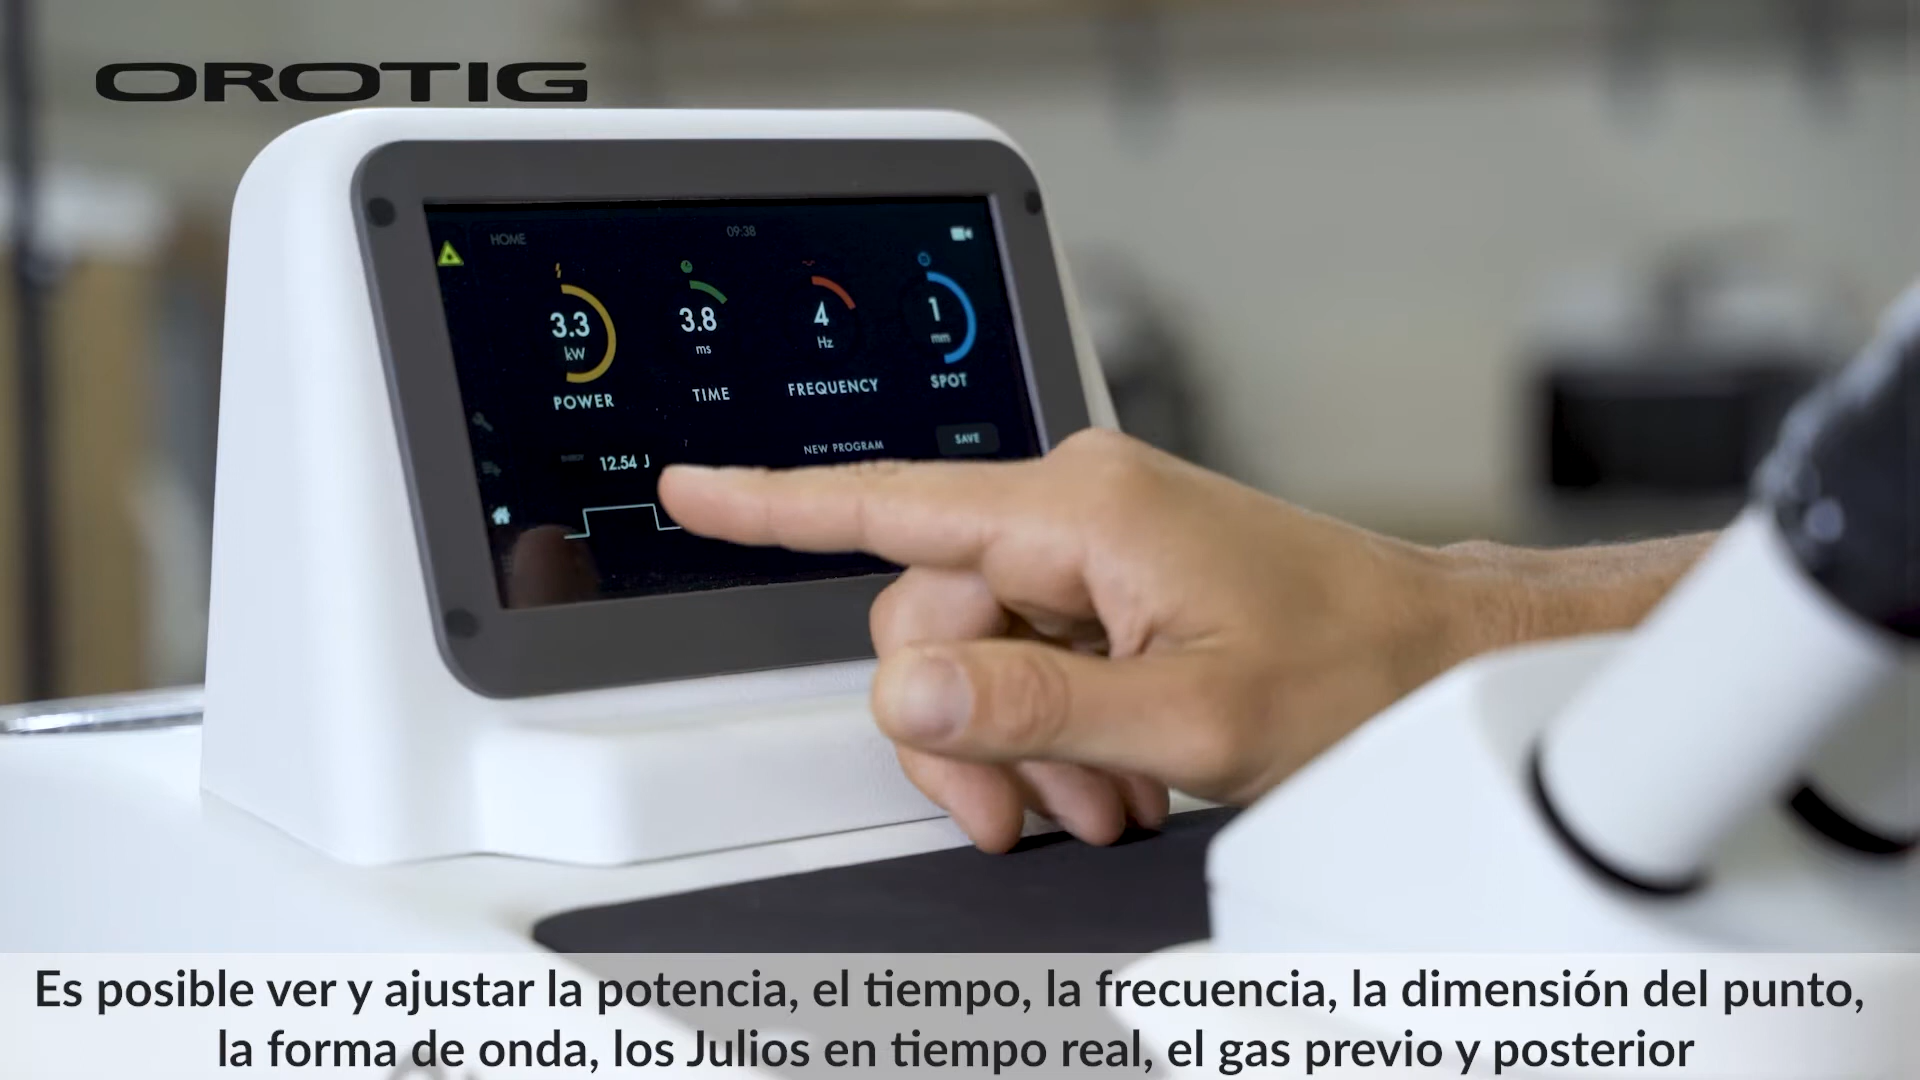 OROTIG
HOME
09:38
3.3
kW
POWER
3.8
ms
TIME
4
Hz
FREQUENCY
1
mm
SPOT
12.54 J
NEW PROGRAM
SAVE
Es posible ver y ajustar la potencia, el tiempo, la frecuencia, la dimensión del punto,
la forma de onda, los Julios en tiempo real, el gas previo y posterior